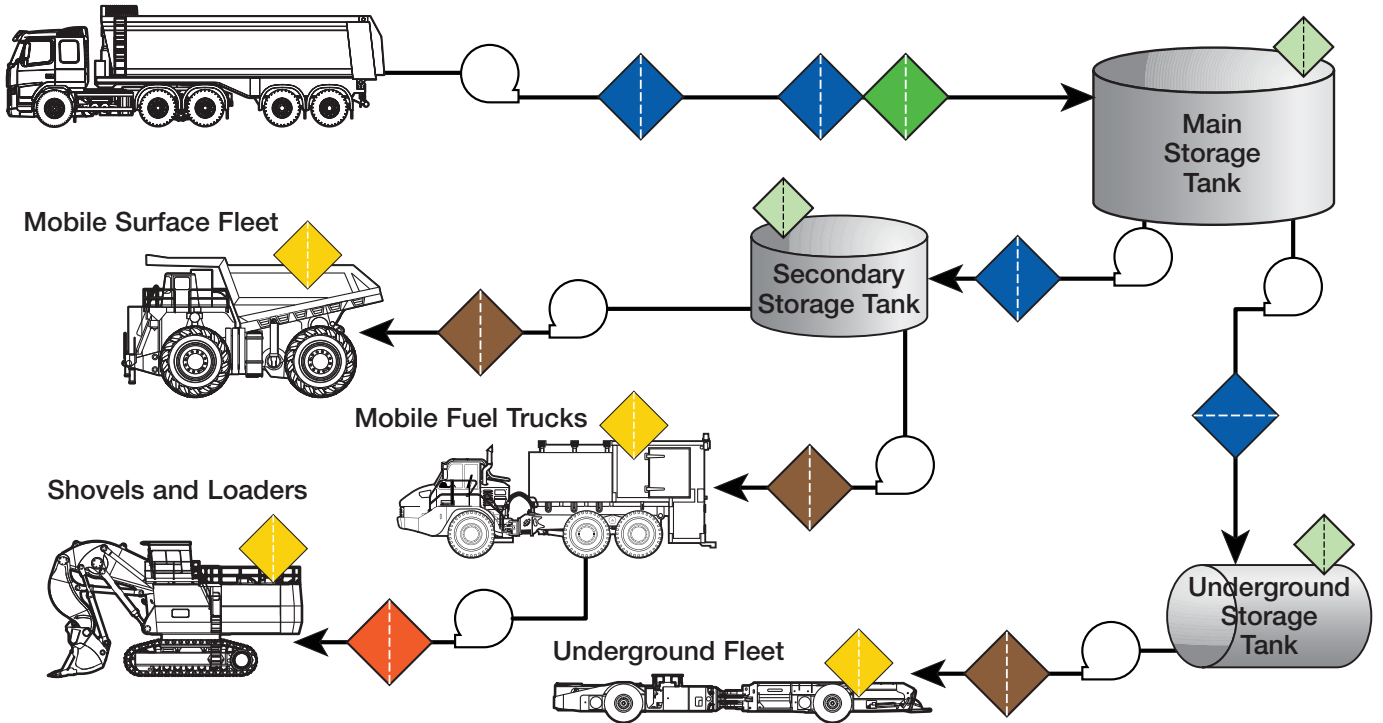 Main
Storage
Tank
Mobile Surface Fleet
Secondary
Storage Tank
Mobile Fuel Trucks
Shovels and Loaders
Underground
Storage
Tank
Underground Fleet